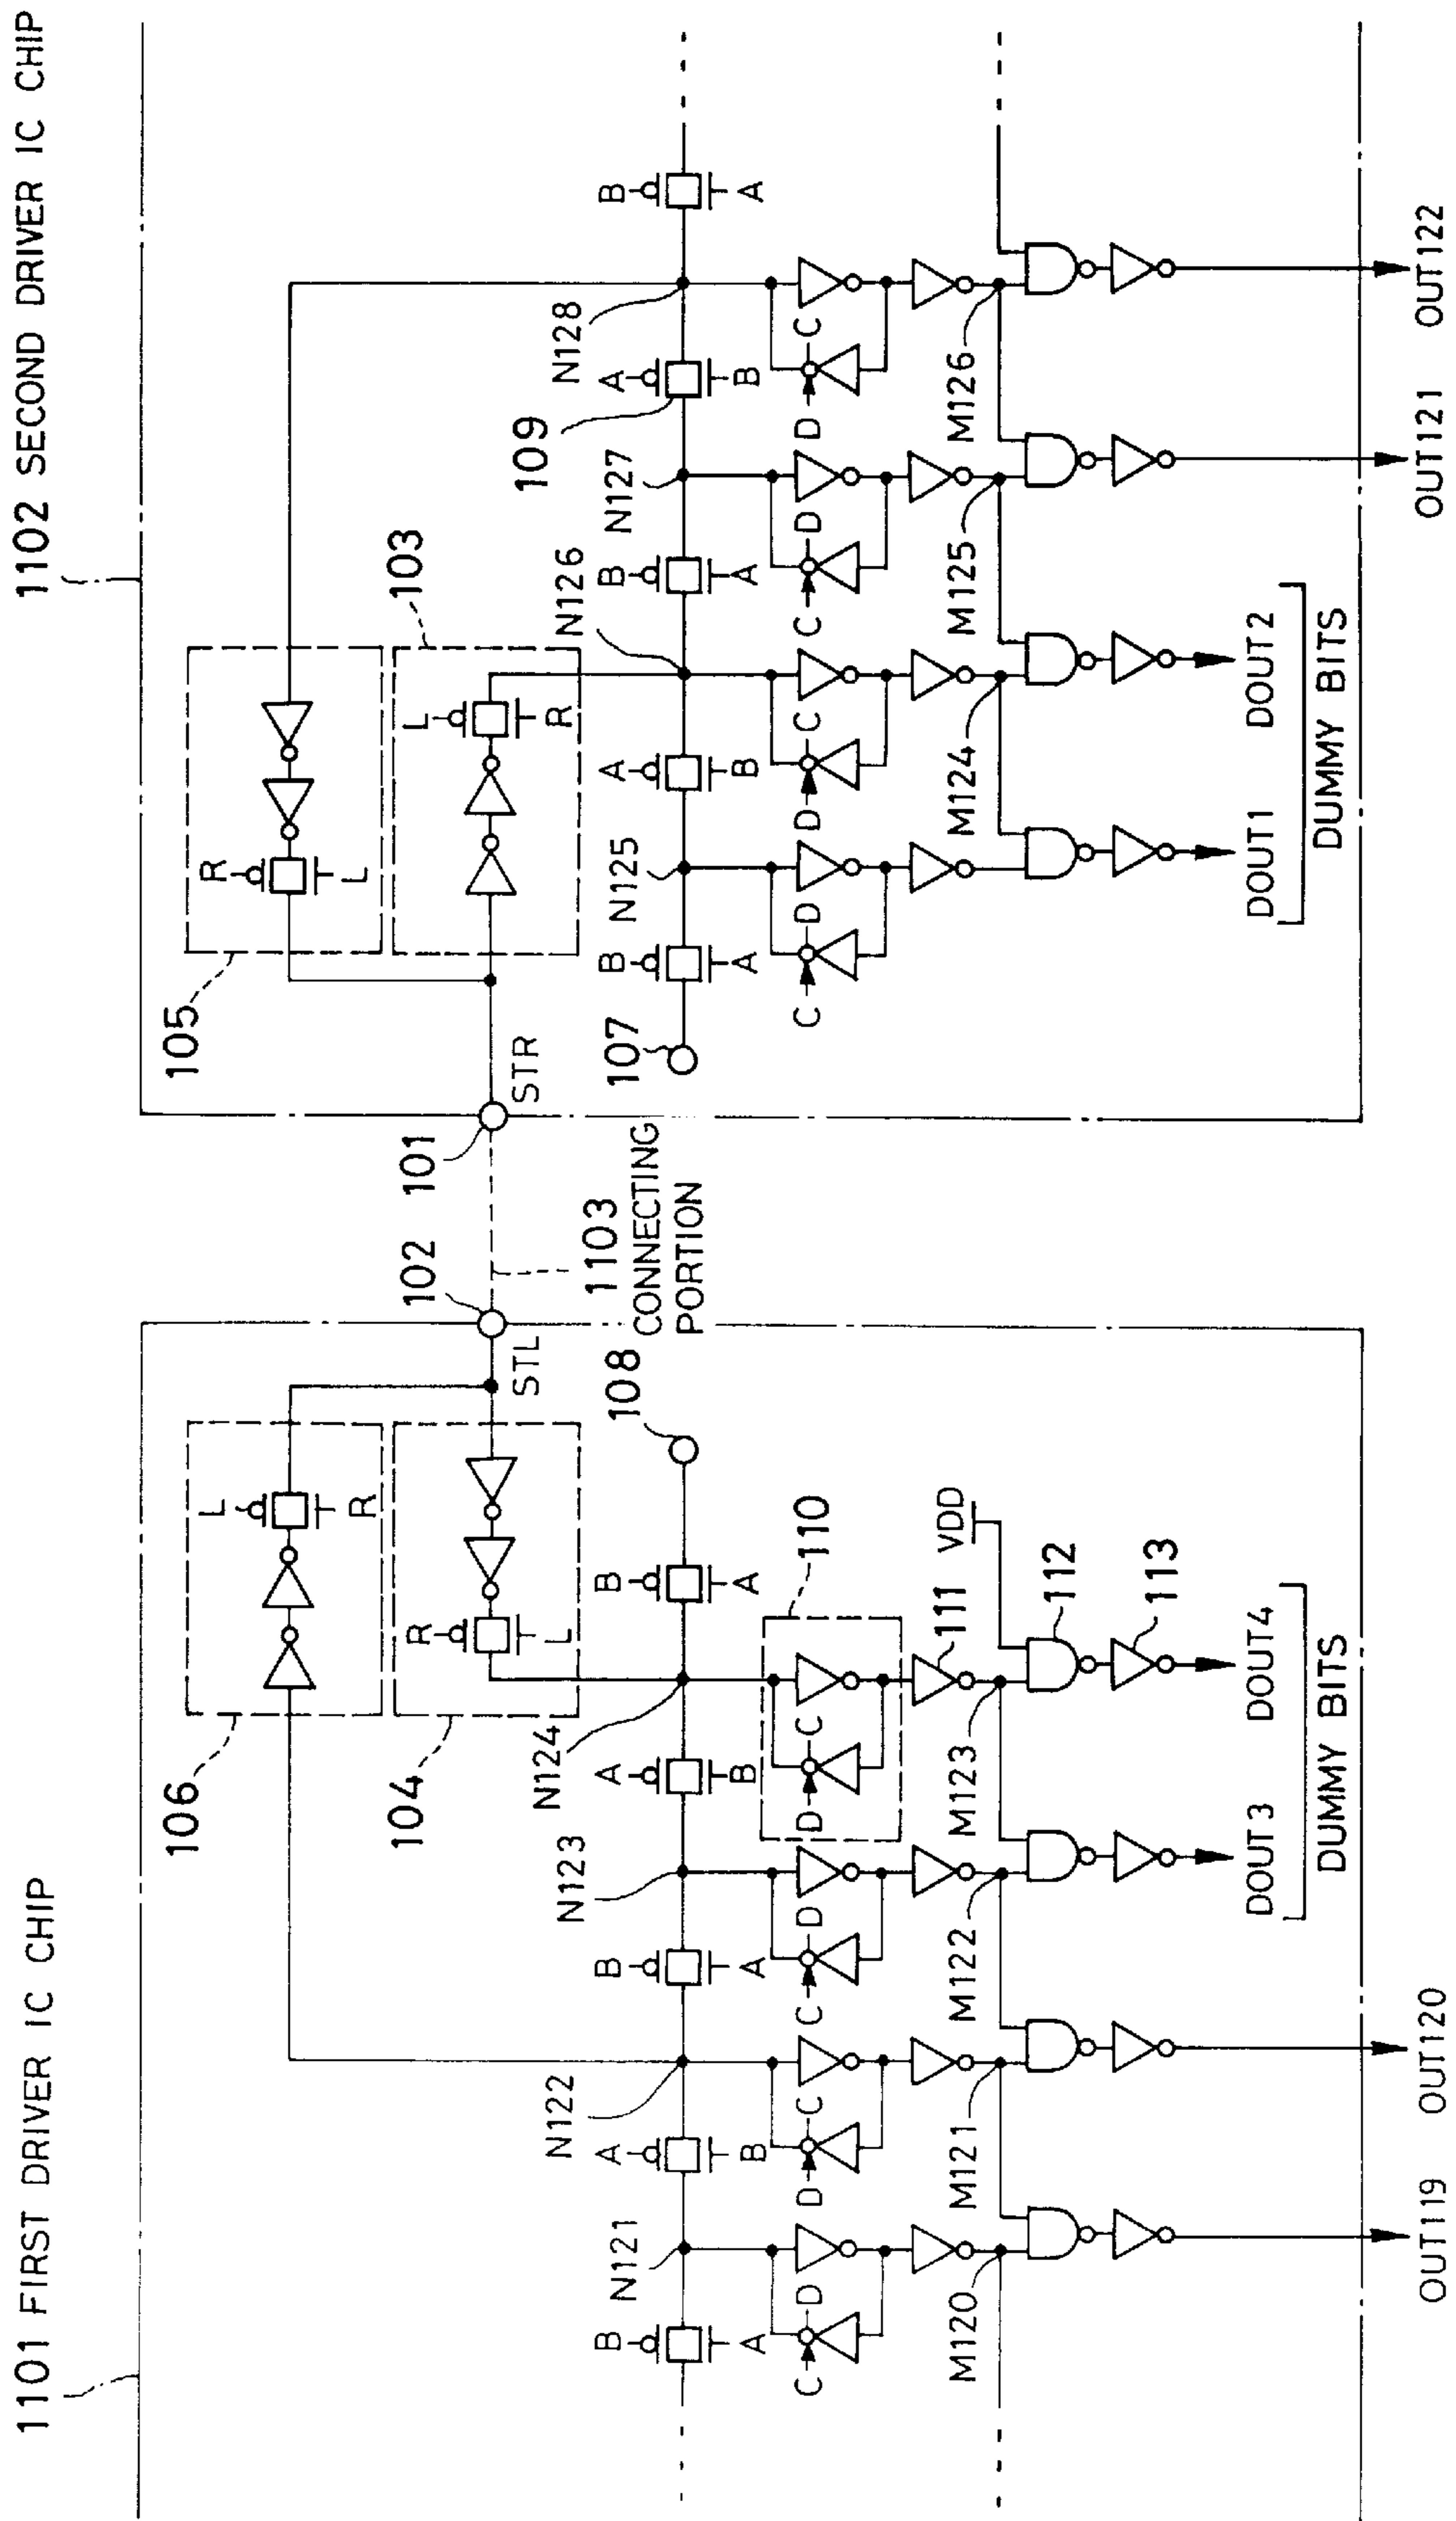 1101 FIRST DRIVER IC CHIP
1102 SECOND DRIVER IC CHIP
106
L
R
105
R
L
104
R
L
STL
102
1103
CONNECTING
PORTION
101
STR
103
L
R
108
107
N121
N122
N123
N124
N125
N126
N127
109
N128
B
A
A
B
B
A
A
B
B
A
B
A
A
B
B
A
A
B
B
A
C
D
D
C
C
D
D
C
110
C
D
D
C
C
D
D
C
111
VDD
112
113
M120
M121
M122
M123
M124
M125
M126
DOUT3
DOUT4
DUMMY BITS
DOUT1
DOUT2
DUMMY BITS
OUT119
OUT120
OUT121
OUT122